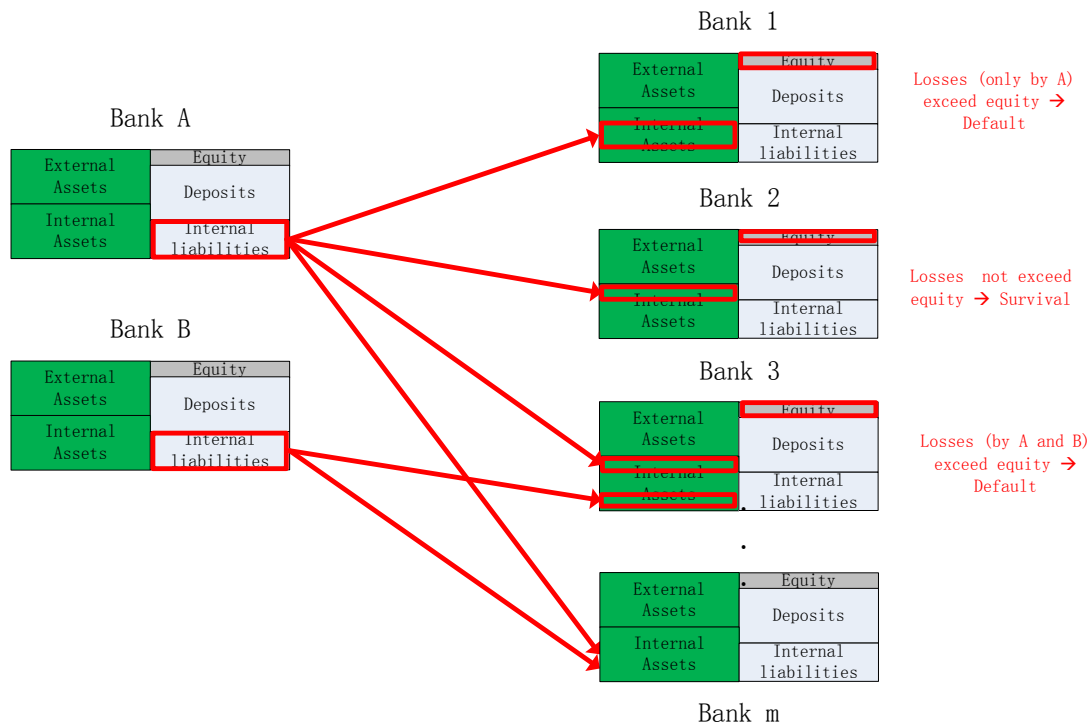 Bank A
External
Assets
Internal
Assets
Equity
Deposits
Internal
liabilities
Bank B
External
Assets
Internal
Assets
Equity
Deposits
Internal
liabilities
Bank 1
External
Assets
Internal
Assets
Equity
Deposits
Internal
liabilities
Losses (only by A)
exceed equity →
Default
Bank 2
External
Assets
Internal
Assets
Equity
Deposits
Internal
liabilities
Losses not exceed
equity → Survival
Bank 3
External
Assets
Internal
Assets
Equity
Deposits
Internal
liabilities
Losses (by A and B)
exceed equity →
Default
.
.
.
External
Assets
Internal
Assets
Equity
Deposits
Internal
liabilities
Bank m